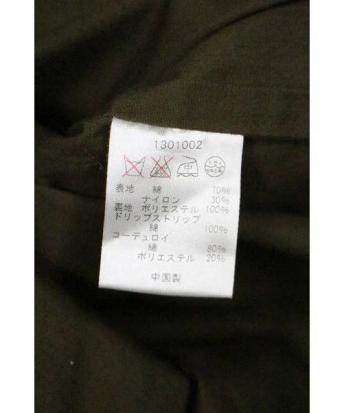 1301002
表地 綿 70%
ナイロン 30%
裏地 ポリエステル 100%
ドリップストリップ
綿 100%
コーデュロイ
綿 80%
ポリエステル 20%
中国製